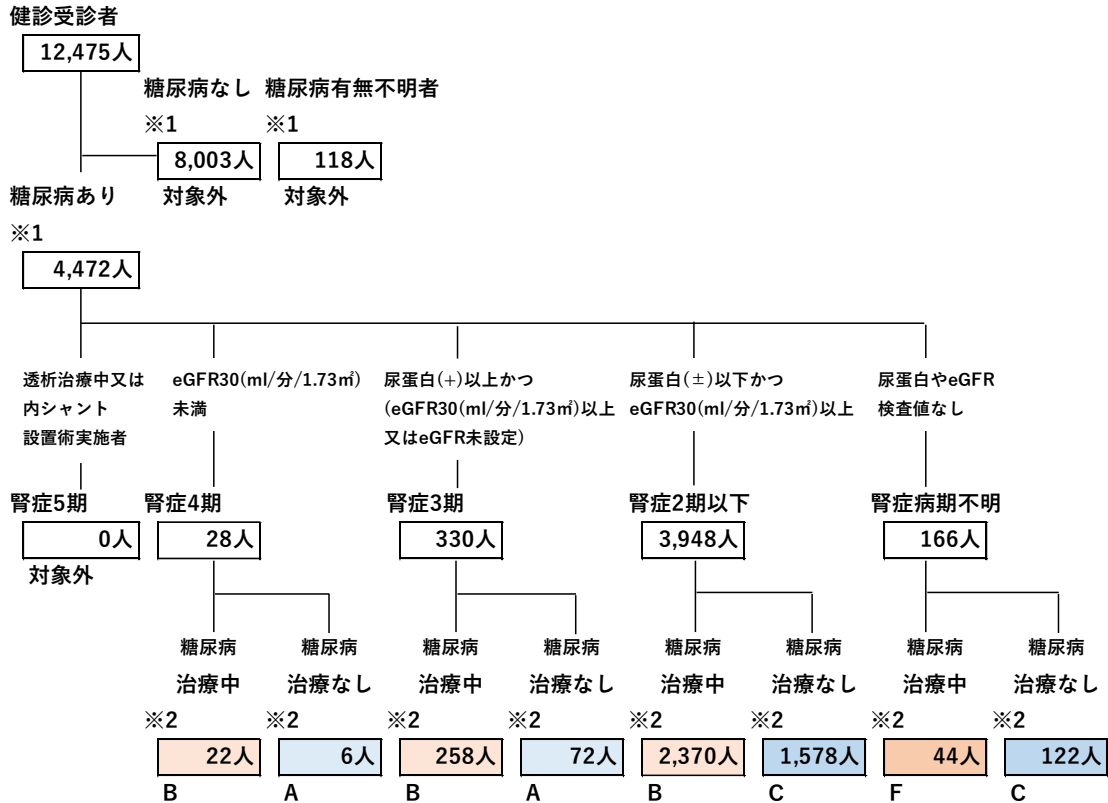 健診受診者
12,475人
糖尿病なし 糖尿病有無不明者
※1 ※1
8,003人 118人
糖尿病あり 対象外 対象外
※1
4,472人
透析治療中又は
内シャント
設置術実施者
eGFR30(ml/分/1.73㎡)
未満
尿蛋白(+)以上かつ
(eGFR30(ml/分/1.73㎡)以上
又はeGFR未設定)
尿蛋白(±)以下かつ
eGFR30(ml/分/1.73㎡)以上
尿蛋白やeGFR
検査値なし
腎症5期 腎症4期 腎症3期 腎症2期以下 腎症病期不明
0人 28人 330人 3,948人 166人
対象外
糖尿病 糖尿病 糖尿病 糖尿病 糖尿病 糖尿病 糖尿病 糖尿病
治療中 治療なし 治療中 治療なし 治療中 治療なし 治療中 治療なし
※2 ※2 ※2 ※2 ※2 ※2 ※2 ※2
22人 6人 258人 72人 2,370人 1,578人 44人 122人
B A B A B C F C